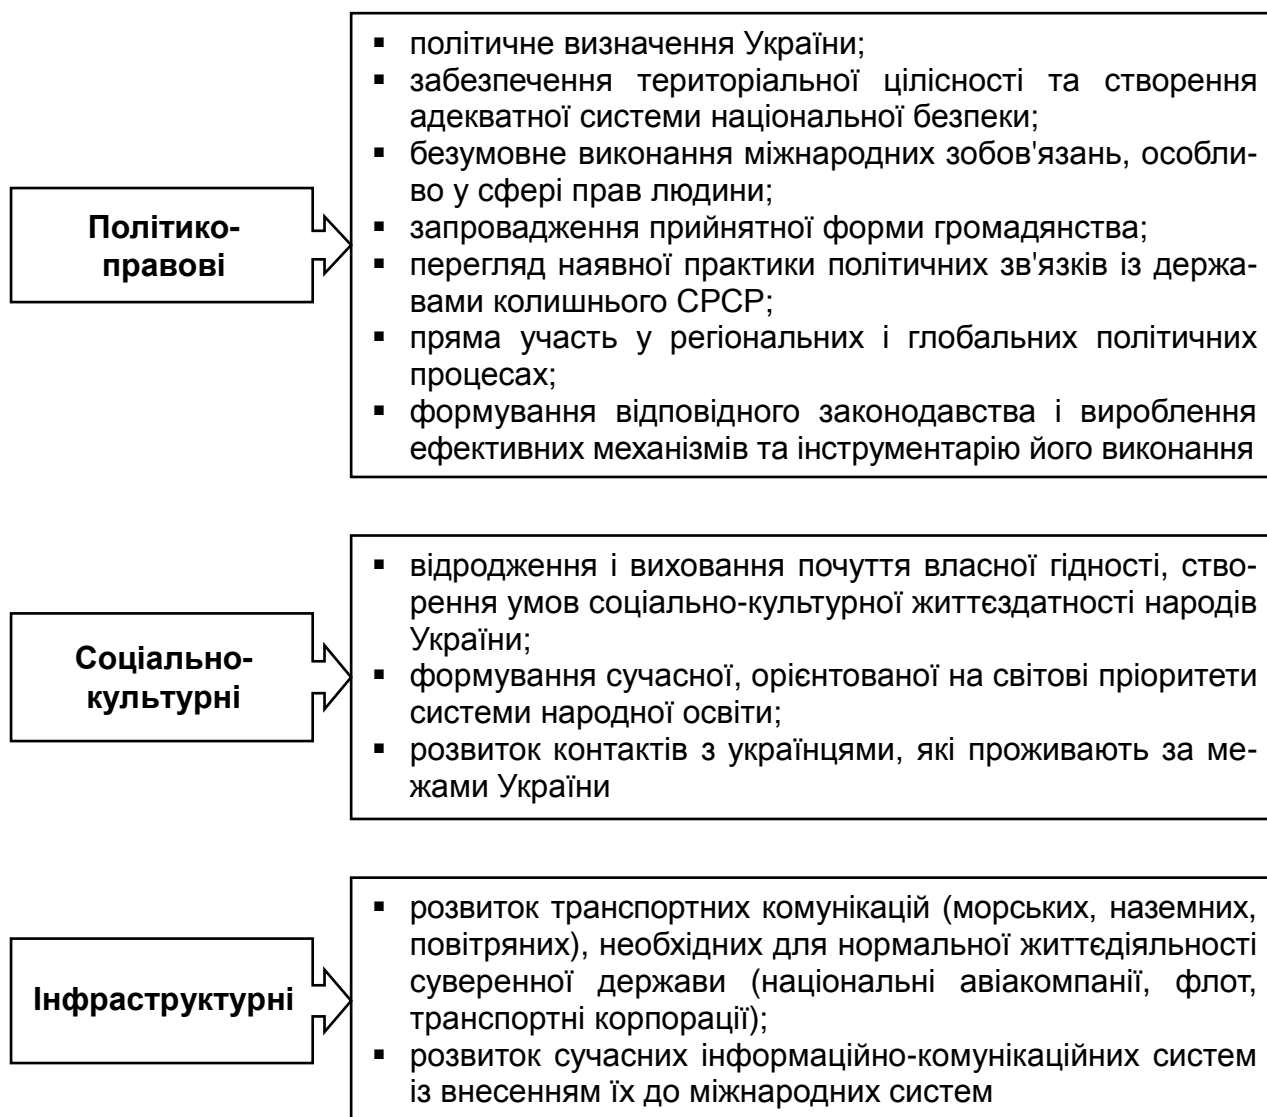 ▪ політичне визначення України;
▪ забезпечення територіальної цілісності та створення
адекватної системи національної безпеки;
▪ безумовне виконання міжнародних зобов'язань, особли-
во у сфері прав людини;
▪ запровадження прийнятної форми громадянства;
▪ перегляд наявної практики політичних зв'язків із держа-
вами колишнього СРСР;
▪ пряма участь у регіональних і глобальних політичних
процесах;
▪ формування відповідного законодавства і вироблення
ефективних механізмів та інструментарію його виконання
Політико-
правові
▪ відродження і виховання почуття власної гідності, ство-
рення умов соціально-культурної життєздатності народів
України;
▪ формування сучасної, орієнтованої на світові пріоритети
системи народної освіти;
▪ розвиток контактів з українцями, які проживають за ме-
жами України
Соціально-
культурні
▪ розвиток транспортних комунікацій (морських, наземних,
повітряних), необхідних для нормальної життєдіяльності
суверенної держави (національні авіакомпанії, флот,
транспортні корпорації);
▪ розвиток сучасних інформаційно-комунікаційних систем
із внесенням їх до міжнародних систем
Інфраструктурні